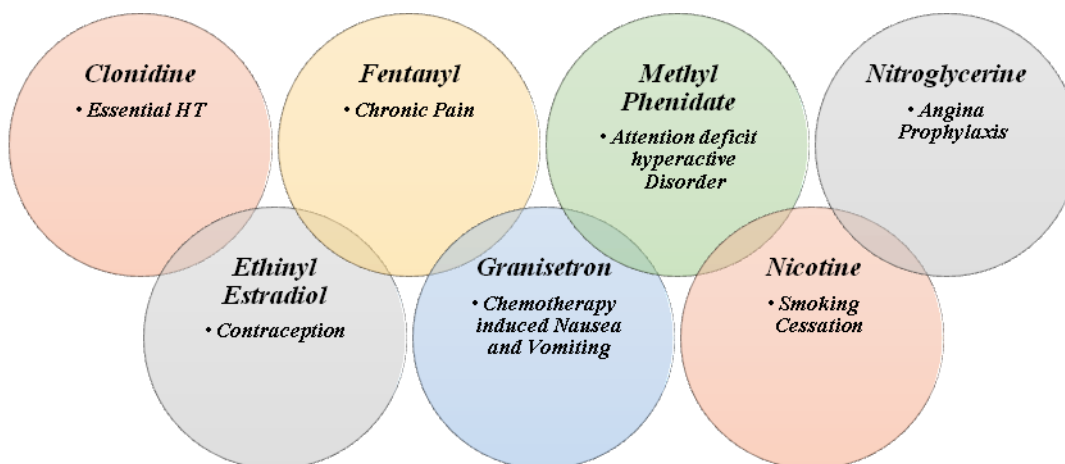 Clonidine
• Essential HT
Fentanyl
• Chronic Pain
Methyl
Phenidate
• Attention deficit
hyperactive
Disorder
Nitroglycerine
• Angina
Prophylaxis
Ethinyl
Estradiol
• Contraception
Granisetron
• Chemotherapy
induced Nausea
and Vomiting
Nicotine
• Smoking
Cessation